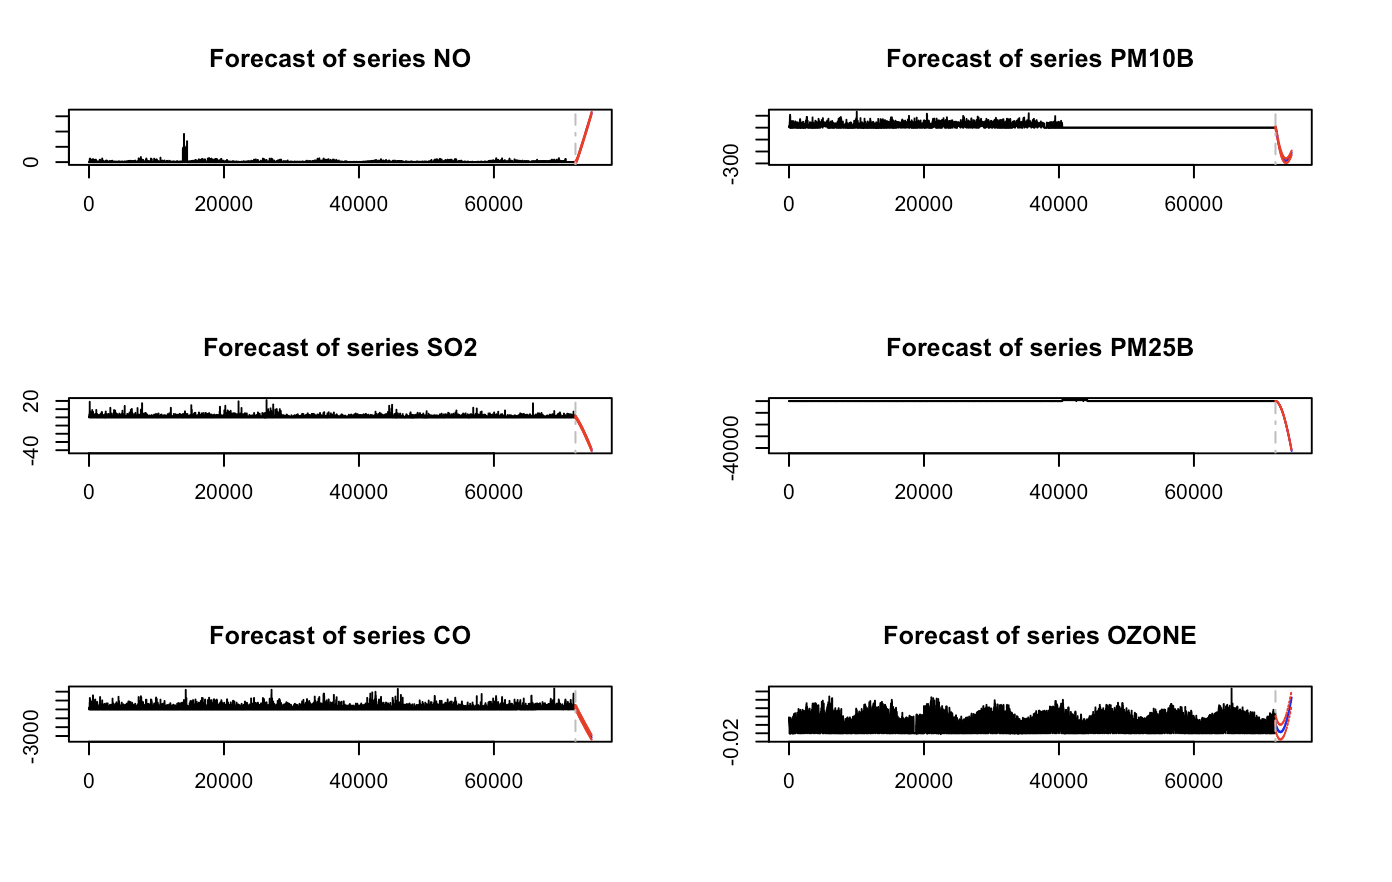 Forecast of series NO
0
0 20000 40000 60000
Forecast of series PM10B
-300
0 20000 40000 60000
Forecast of series SO2
20
-40
0 20000 40000 60000
Forecast of series PM25B
-40000
0 20000 40000 60000
Forecast of series CO
-3000
0 20000 40000 60000
Forecast of series OZONE
-0.02
0 20000 40000 60000